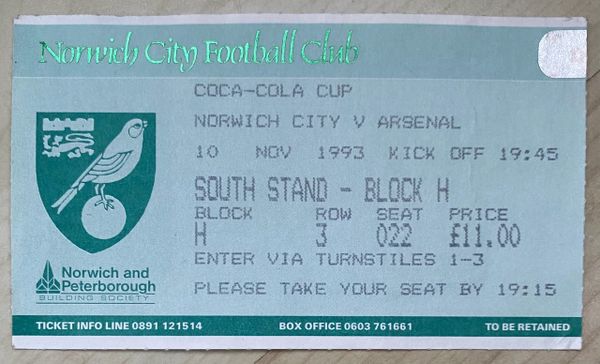 Norwich City Football Club
COCA-COLA CUP
NORWICH CITY V ARSENAL
10 NOV 1993 KICK OFF 19:45
SOUTH STAND - BLOCK H
BLOCK ROW SEAT PRICE
H 3 022 £11.00
ENTER VIA TURNSTILES 1-3
PLEASE TAKE YOUR SEAT BY 19:15
Norwich and
Peterborough
BUILDING SOCIETY
TICKET INFO LINE 0891 121514 BOX OFFICE 0603 761661 TO BE RETAINED